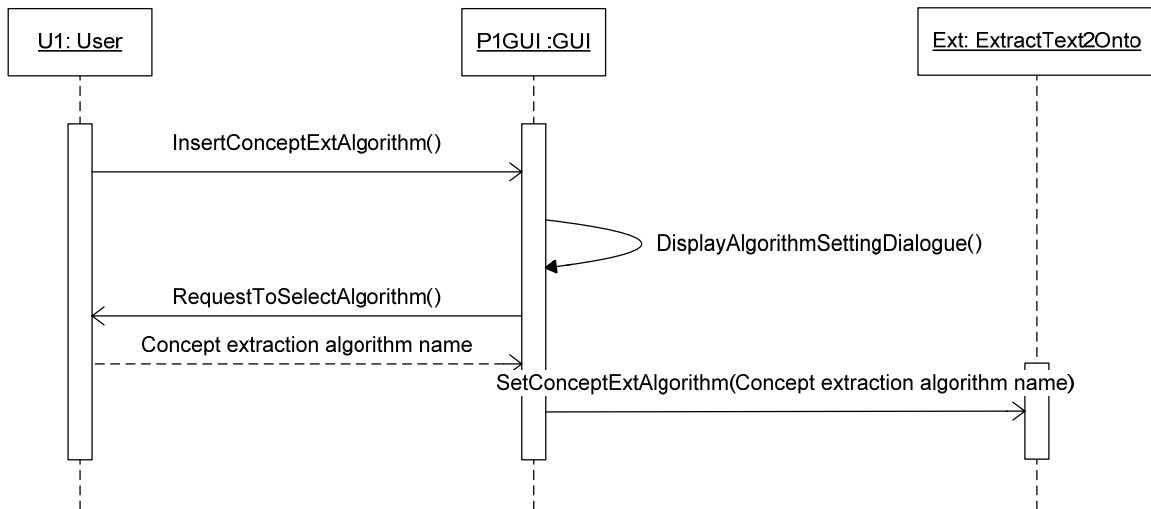 U1: User
P1GUI :GUI
Ext: ExtractText2Onto
InsertConceptExtAlgorithm()
DisplayAlgorithmSettingDialogue()
RequestToSelectAlgorithm()
Concept extraction algorithm name
SetConceptExtAlgorithm(Concept extraction algorithm name)